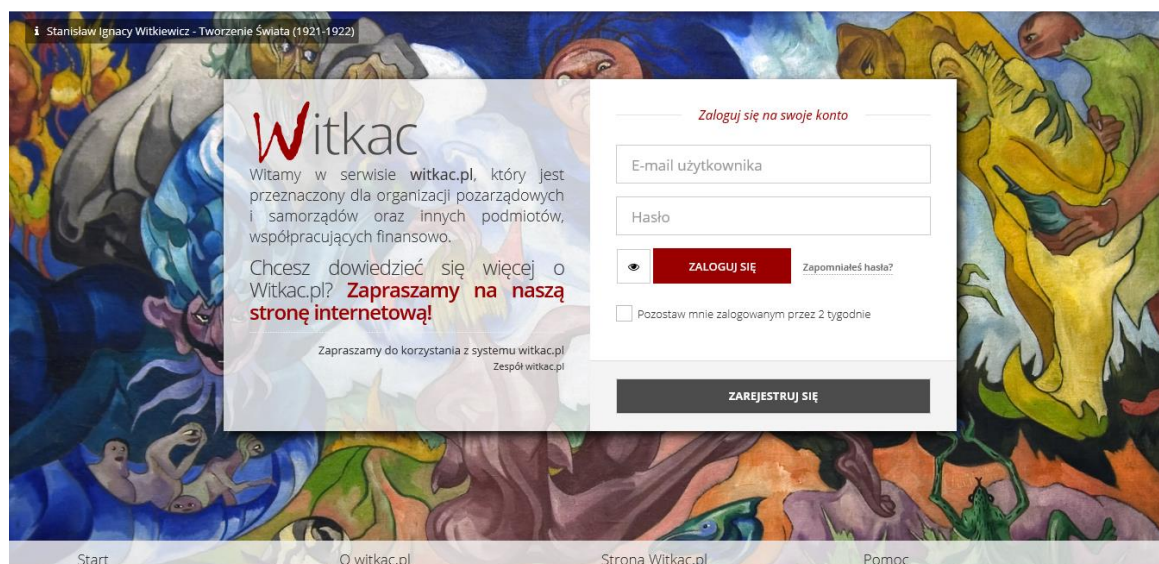 i Stanisław Ignacy Witkiewicz - Tworzenie Świata (1921-1922)
Witkac
Witamy w serwisie witkac.pl, który jest
przeznaczony dla organizacji pozarządowych
i samorządów oraz innych podmiotów,
współpracujących finansowo.
Chcesz dowiedzieć się więcej o
Witkac.pl? Zapraszamy na naszą
stronę internetową!
Zapraszamy do korzystania z systemu witkac.pl
Zespół witkac.pl
Zaloguj się na swoje konto
E-mail użytkownika
Hasło
ZALOGUJ SIĘ Zapomniałeś hasła?
Pozostaw mnie zalogowanym przez 2 tygodnie
ZAREJESTRUJ SIĘ
Start O witkac.pl Strona Witkac.pl Pomoc